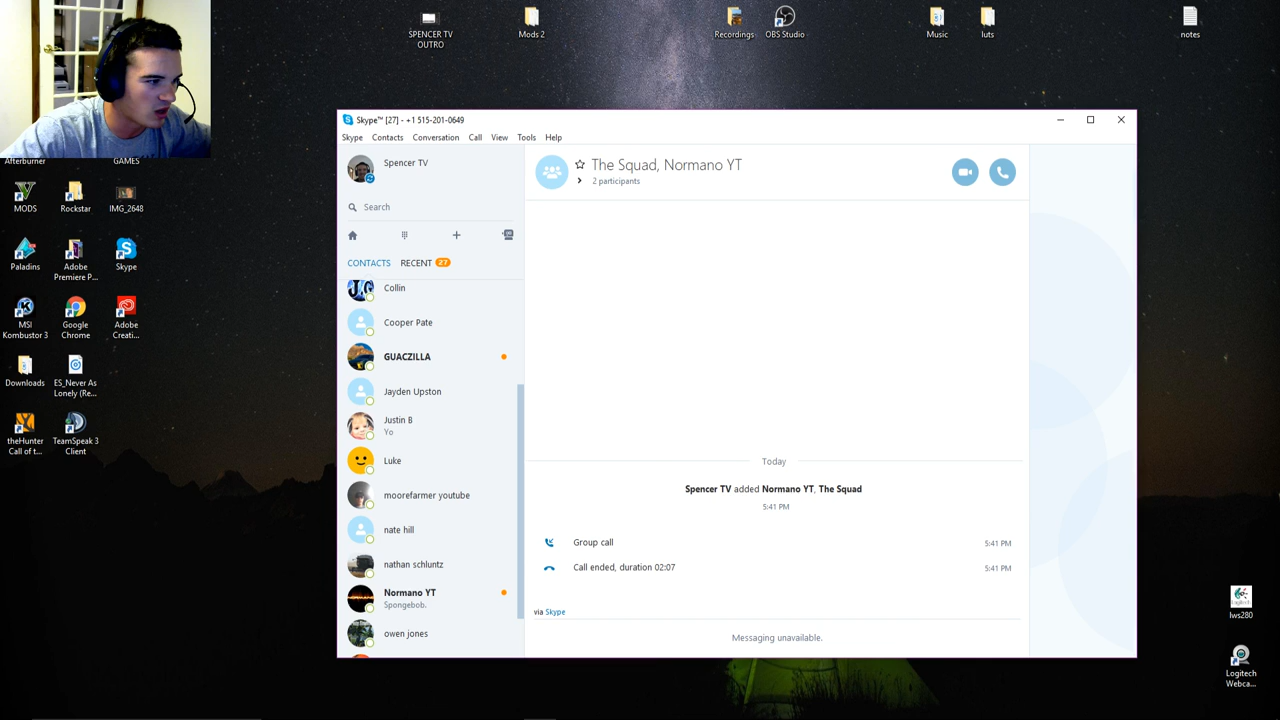 SPENCER TV
OUTRO
Mods 2
Recordings
OBS Studio
Music
luts
notes
Afterburner
GAMES
MODS
Rockstar
IMG_2648
Paladins
Adobe
Premiere P...
Skype
MSI
Kombustor 3
Google
Chrome
Adobe
Creati...
Downloads
ES_Never As
Lonely (Re...
theHunter
Call of t...
TeamSpeak 3
Client
Skype™ [27] - +1 515-201-0649
Skype Contacts Conversation Call View Tools Help
Spencer TV
Search
CONTACTS RECENT 27
Collin
Cooper Pate
GUACZILLA
Jayden Upston
Justin B
Yo
Luke
moorefarmer youtube
nate hill
nathan schluntz
Normano YT
Spongebob.
owen jones
The Squad, Normano YT
2 participants
Today
Spencer TV added Normano YT, The Squad
5:41 PM
Group call 5:41 PM
Call ended, duration 02:07 5:41 PM
via Skype
Messaging unavailable.
lws280
Logitech
Webca...